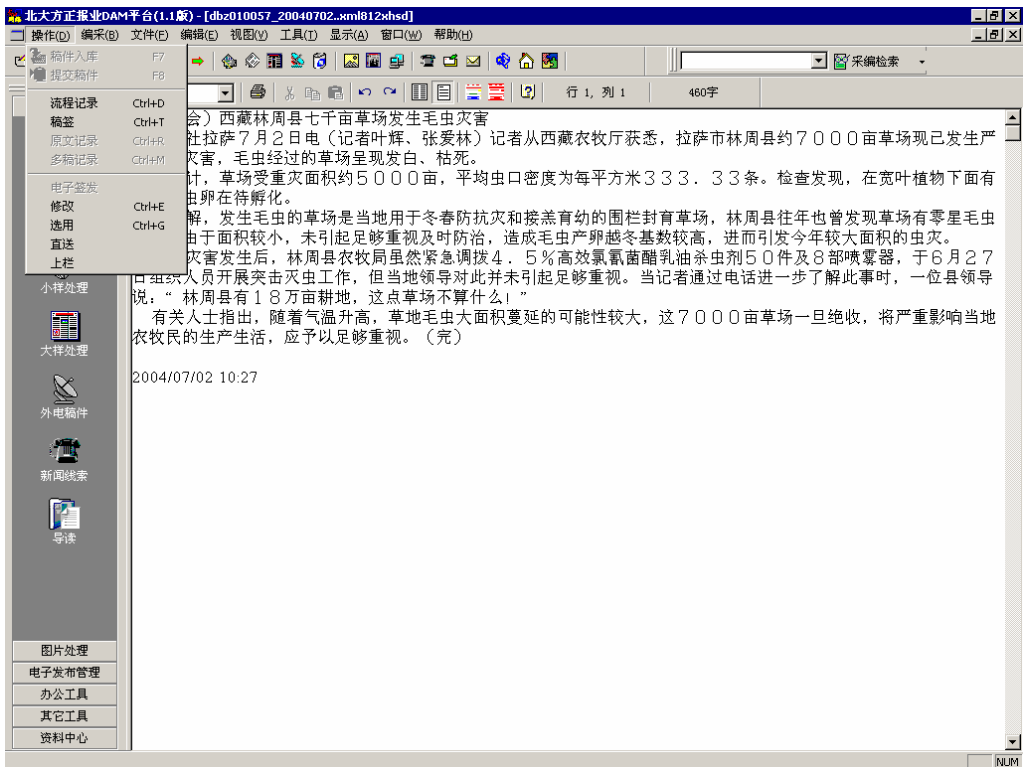 北大方正报业DAM平台(1.1版) - [dbz010057_20040702..xml812xhsd]
操作(D) 编采(B) 文件(F) 编辑(E) 视图(V) 工具(T) 显示(A) 窗口(W) 帮助(H)
稿件入库 F7
提交稿件 F8
流程记录 Ctrl+D
稿签 Ctrl+T
原文记录 Ctrl+R
多稿记录 Ctrl+M
电子签发
修改 Ctrl+E
选用 Ctrl+G
直送
上栏
采编检索
行 1, 列 1 460字
会）西藏林周县七千亩草场发生毛虫灾害
社拉萨7月2日电（记者叶辉、张爱林）记者从西藏农牧厅获悉，拉萨市林周县约7000亩草场现已发生严
灾害，毛虫经过的草场呈现发白、枯死。
计，草场受重灾面积约5000亩，平均虫口密度为每平方米333．33条。检查发现，在宽叶植物下面有
虫卵在待孵化。
解，发生毛虫的草场是当地用于冬春防抗灾和接羔育幼的围栏封育草场，林周县往年也曾发现草场有零星毛虫
由于面积较小，未引起足够重视及时防治，造成毛虫产卵越冬基数较高，进而引发今年较大面积的虫灾。
灾害发生后，林周县农牧局虽然紧急调拨4．5%高效氯氰菌醋乳油杀虫剂50件及8部喷雾器，于6月27
日组织人员开展突击灭虫工作，但当地领导对此并未引起足够重视。当记者通过电话进一步了解此事时，一位县领导
说：“ 林周县有18万亩耕地，这点草场不算什么！”
有关人士指出，随着气温升高，草地毛虫大面积蔓延的可能性较大，这7000亩草场一旦绝收，将严重影响当地
农牧民的生产生活，应予以足够重视。（完）
2004/07/02 10:27
小样处理
大样处理
外电稿件
新闻线索
导读
图片处理
电子发布管理
办公工具
其它工具
资料中心
NUM